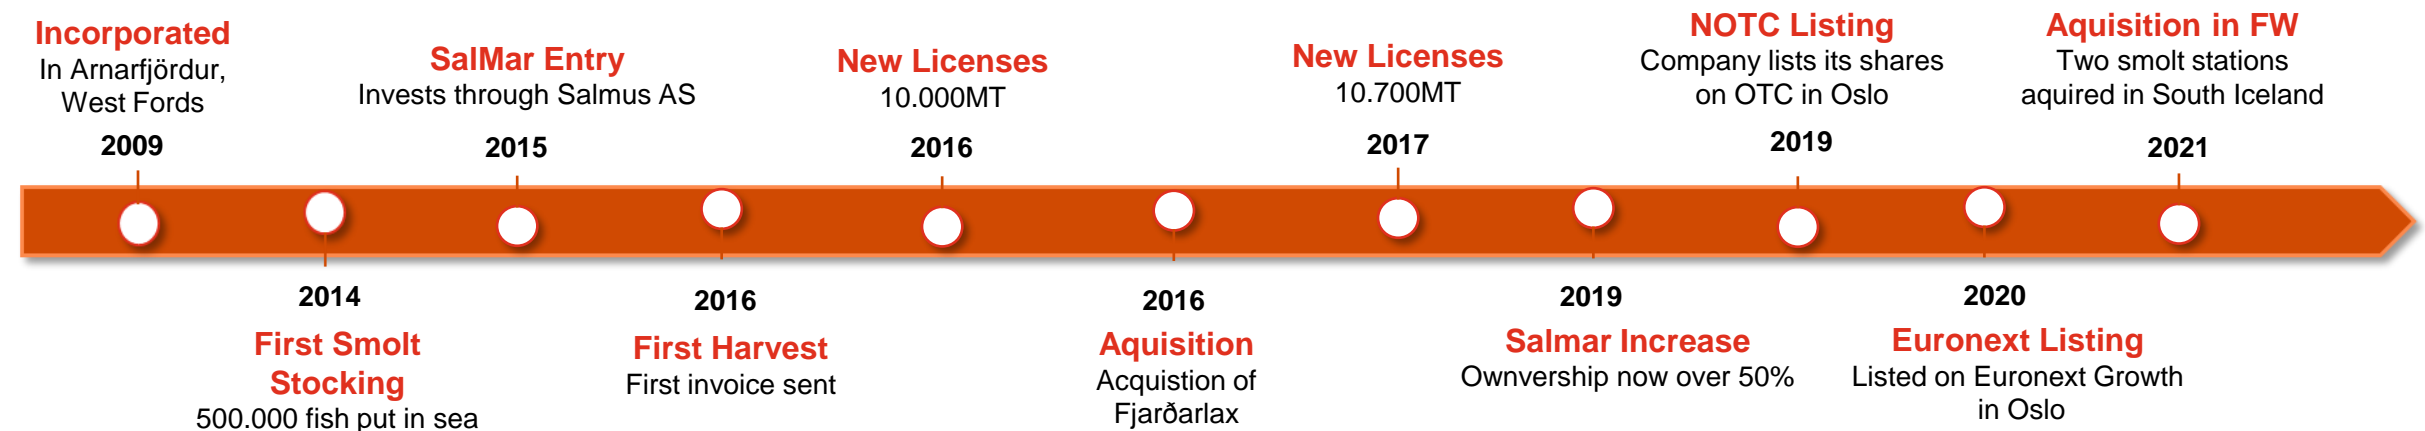 Incorporated
In Arnarfjördur,
West Fords
2009
First Smolt
Stocking
500.000 fish put in sea
2014
SalMar Entry
Invests through Salmus AS
2015
2016
First Harvest
First invoice sent
New Licenses
10.000MT
2016
2016
Aquisition
Acquistion of
Fjarðarlax
New Licenses
10.700MT
2017
2019
Salmar Increase
Ownvership now over 50%
NOTC Listing
Company lists its shares
on OTC in Oslo
2019
2020
Euronext Listing
Listed on Euronext Growth
in Oslo
Aquisition in FW
Two smolt stations
aquired in South Iceland
2021